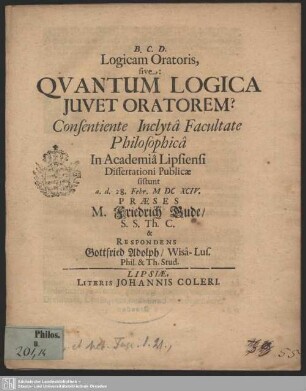 B. C. D.
Logicam Oratoris,
sive:
QVANTUM LOGICA
JUVET ORATOREM?
Consentiente Inclytâ Facultate
Philosophicâ
In Academiâ Lipsiensi
Dissertationi Publicæ
sistunt
a. d. 28. Febr. M DC XCIV.
PRÆSES
M. Friedrich Bude/
S. S. Th. C.
&
RESPONDENS
Gottfried Adolph/ Wisâ-Lus.
Phil. & Th. Stud.
LIPSIÆ,
LITERIS JOHANNIS COLERI.
Philos.